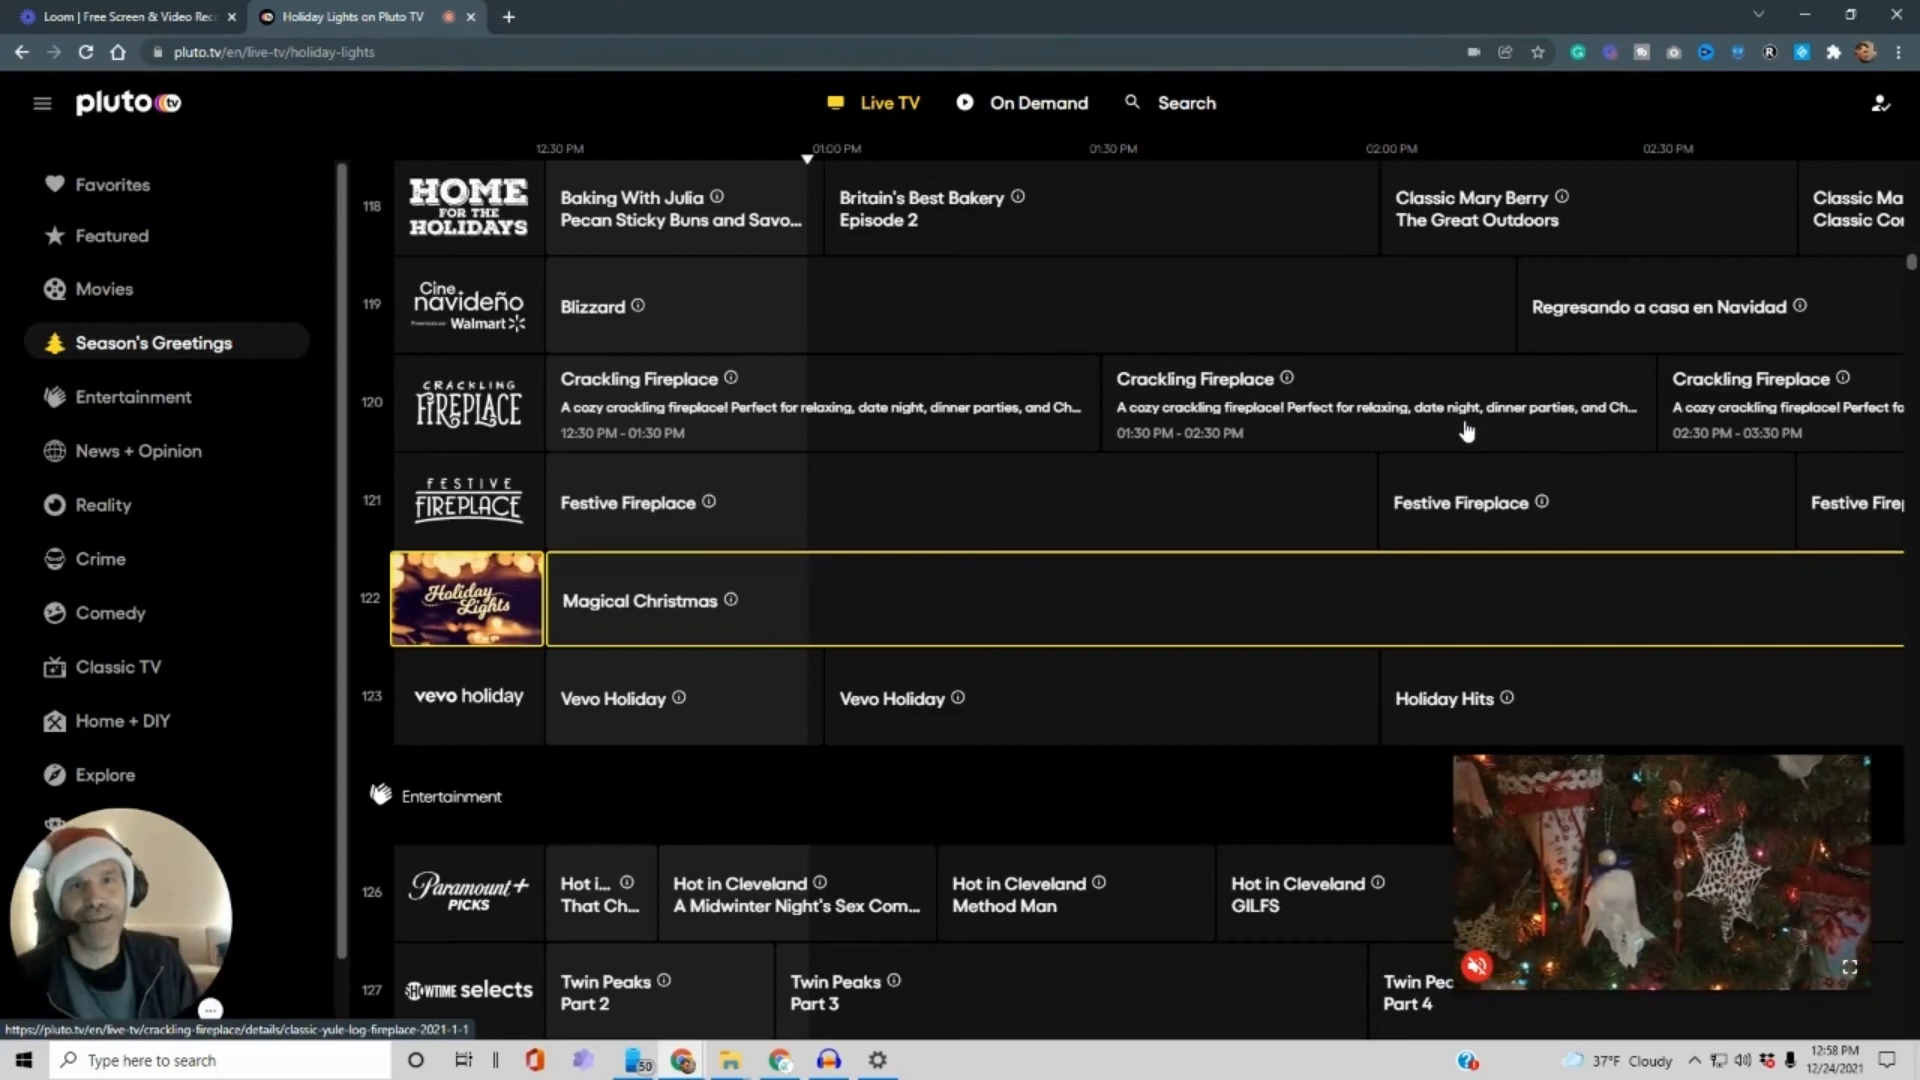 Loom | Free Screen & Video Rec
Holiday Lights on Pluto TV
pluto.tv/en/live-tv/holiday-lights
pluto tv
Live TV
On Demand
Search
12:30 PM
01:00 PM
01:30 PM
02:00 PM
02:30 PM
Favorites
Featured
Movies
Season's Greetings
Entertainment
News + Opinion
Reality
Crime
Comedy
Classic TV
Home + DIY
Explore
118
HOME
FOR THE
HOLIDAYS
Baking With Julia
Pecan Sticky Buns and Savo...
Britain's Best Bakery
Episode 2
Classic Mary Berry
The Great Outdoors
Classic Ma
Classic Co
119
Cine
navideño
Walmart
Blizzard
Regresando a casa en Navidad
120
CRACKLING
FIREPLACE
Crackling Fireplace
A cozy crackling fireplace! Perfect for relaxing, date night, dinner parties, and Ch...
12:30 PM - 01:30 PM
Crackling Fireplace
A cozy crackling fireplace! Perfect for relaxing, date night, dinner parties, and Ch...
01:30 PM - 02:30 PM
Crackling Fireplace
A cozy crackling fireplace! Perfect fo
02:30 PM - 03:30 PM
121
FESTIVE
FIREPLACE
Festive Fireplace
Festive Fireplace
Festive Firep
122
Holiday
Lights
Magical Christmas
123
vevo holiday
Vevo Holiday
Vevo Holiday
Holiday Hits
Entertainment
126
Paramount+
PICKS
Hot i...
That Ch...
Hot in Cleveland
A Midwinter Night's Sex Com...
Hot in Cleveland
Method Man
Hot in Cleveland
GILFS
127
SHOWTIME selects
Twin Peaks
Part 2
Twin Peaks
Part 3
Twin Pec
Part 4
https://pluto.tv/en/live-tv/crackling-fireplace/details/classic-yule-log-fireplace-2021-1-1
Type here to search
50
37°F Cloudy
12:58 PM
12/24/2021